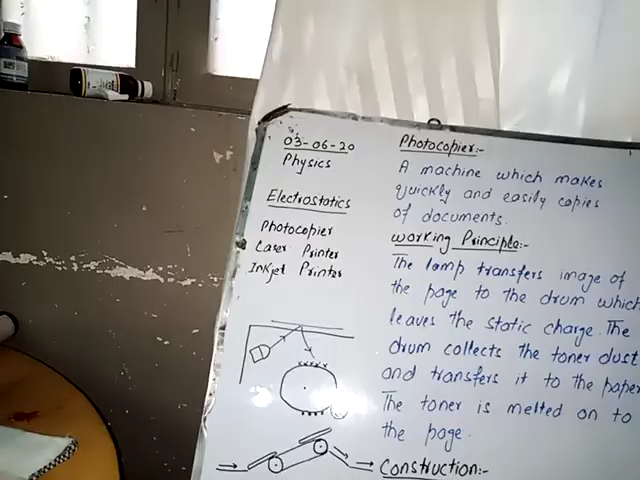 03-06-20
Physics
Electrostatics
Photocopier
Laser Printer
Inkjet Printer
Photocopier:-
A machine which makes
quickly and easily copies
of documents.
Working Principle:-
The lamp transfers image of
the page to the drum which
leaves the static charge. The
drum collects the toner dust
and transfers it to the paper
The toner is melted on to
the page.
Construction:-